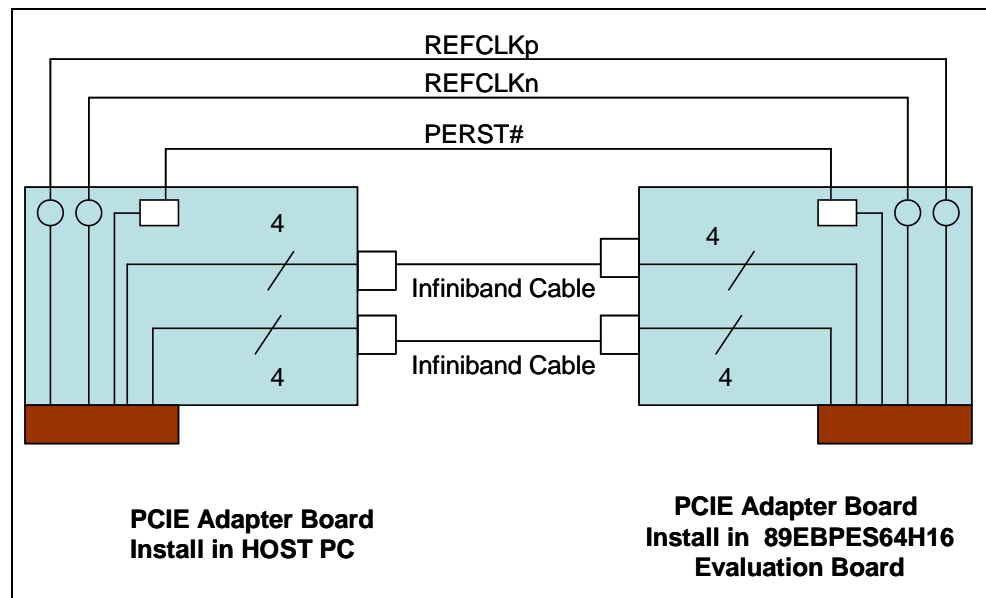 REFCLKp
REFCLKn
PERST#
4
4
Infiniband Cable
Infiniband Cable
4
4
PCIE Adapter Board
Install in HOST PC
PCIE Adapter Board
Install in 89EBPES64H16
Evaluation Board